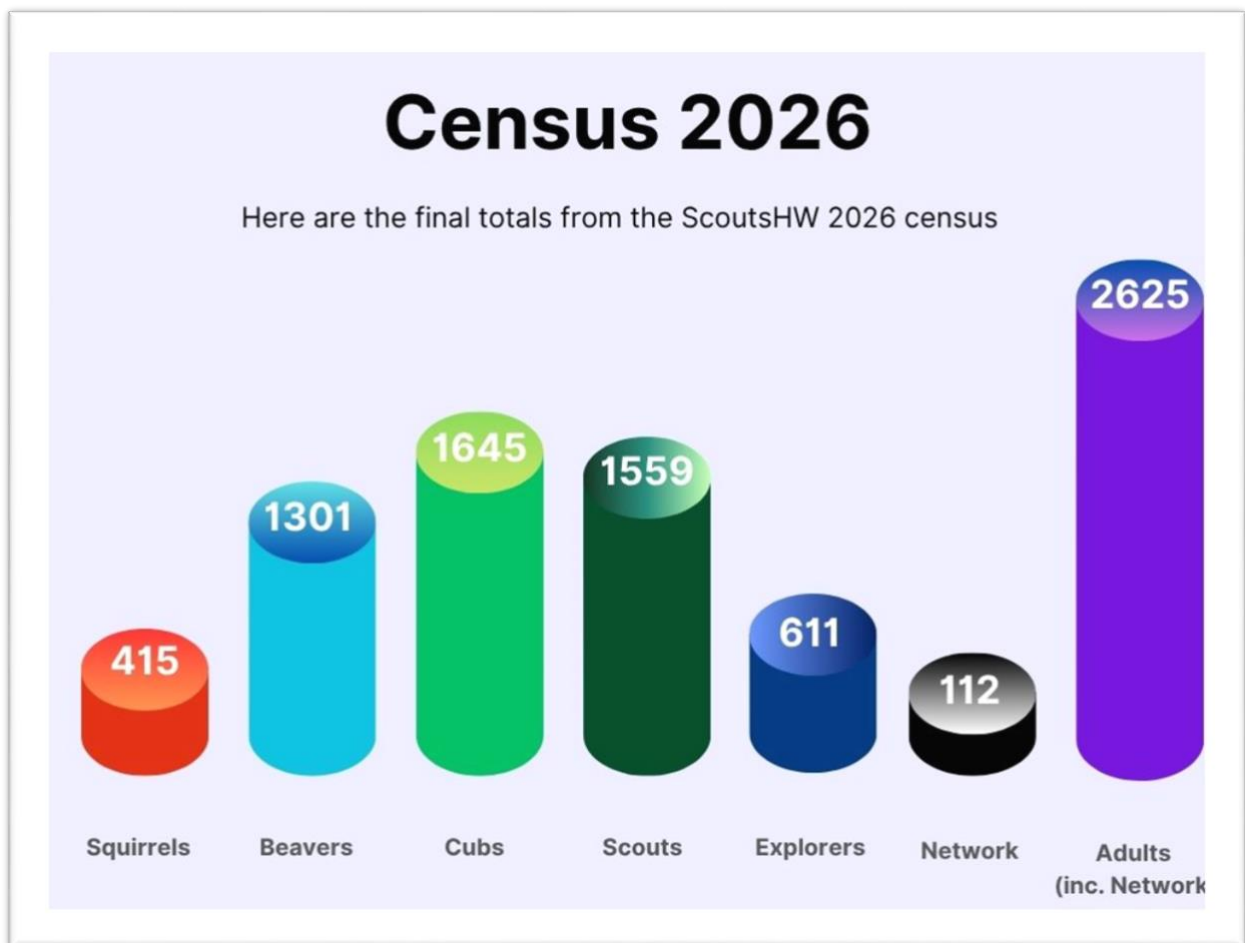 Census 2026
Here are the final totals from the ScoutsHW 2026 census
2625
1645
1559
1301
611
415
112
Squirrels Beavers Cubs Scouts Explorers Network Adults
(inc. Network